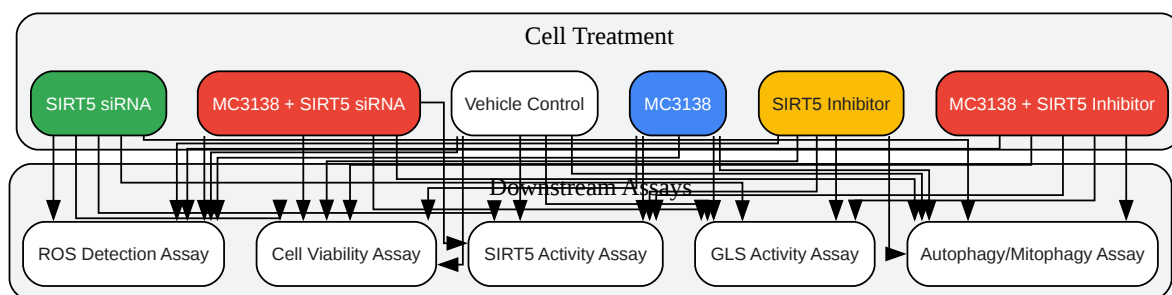 Cell Treatment
SIRT5 siRNA
MC3138 + SIRT5 siRNA
Vehicle Control
MC3138
SIRT5 Inhibitor
MC3138 + SIRT5 Inhibitor
Downstream Assays
ROS Detection Assay
Cell Viability Assay
SIRT5 Activity Assay
GLS Activity Assay
Autophagy/Mitophagy Assay